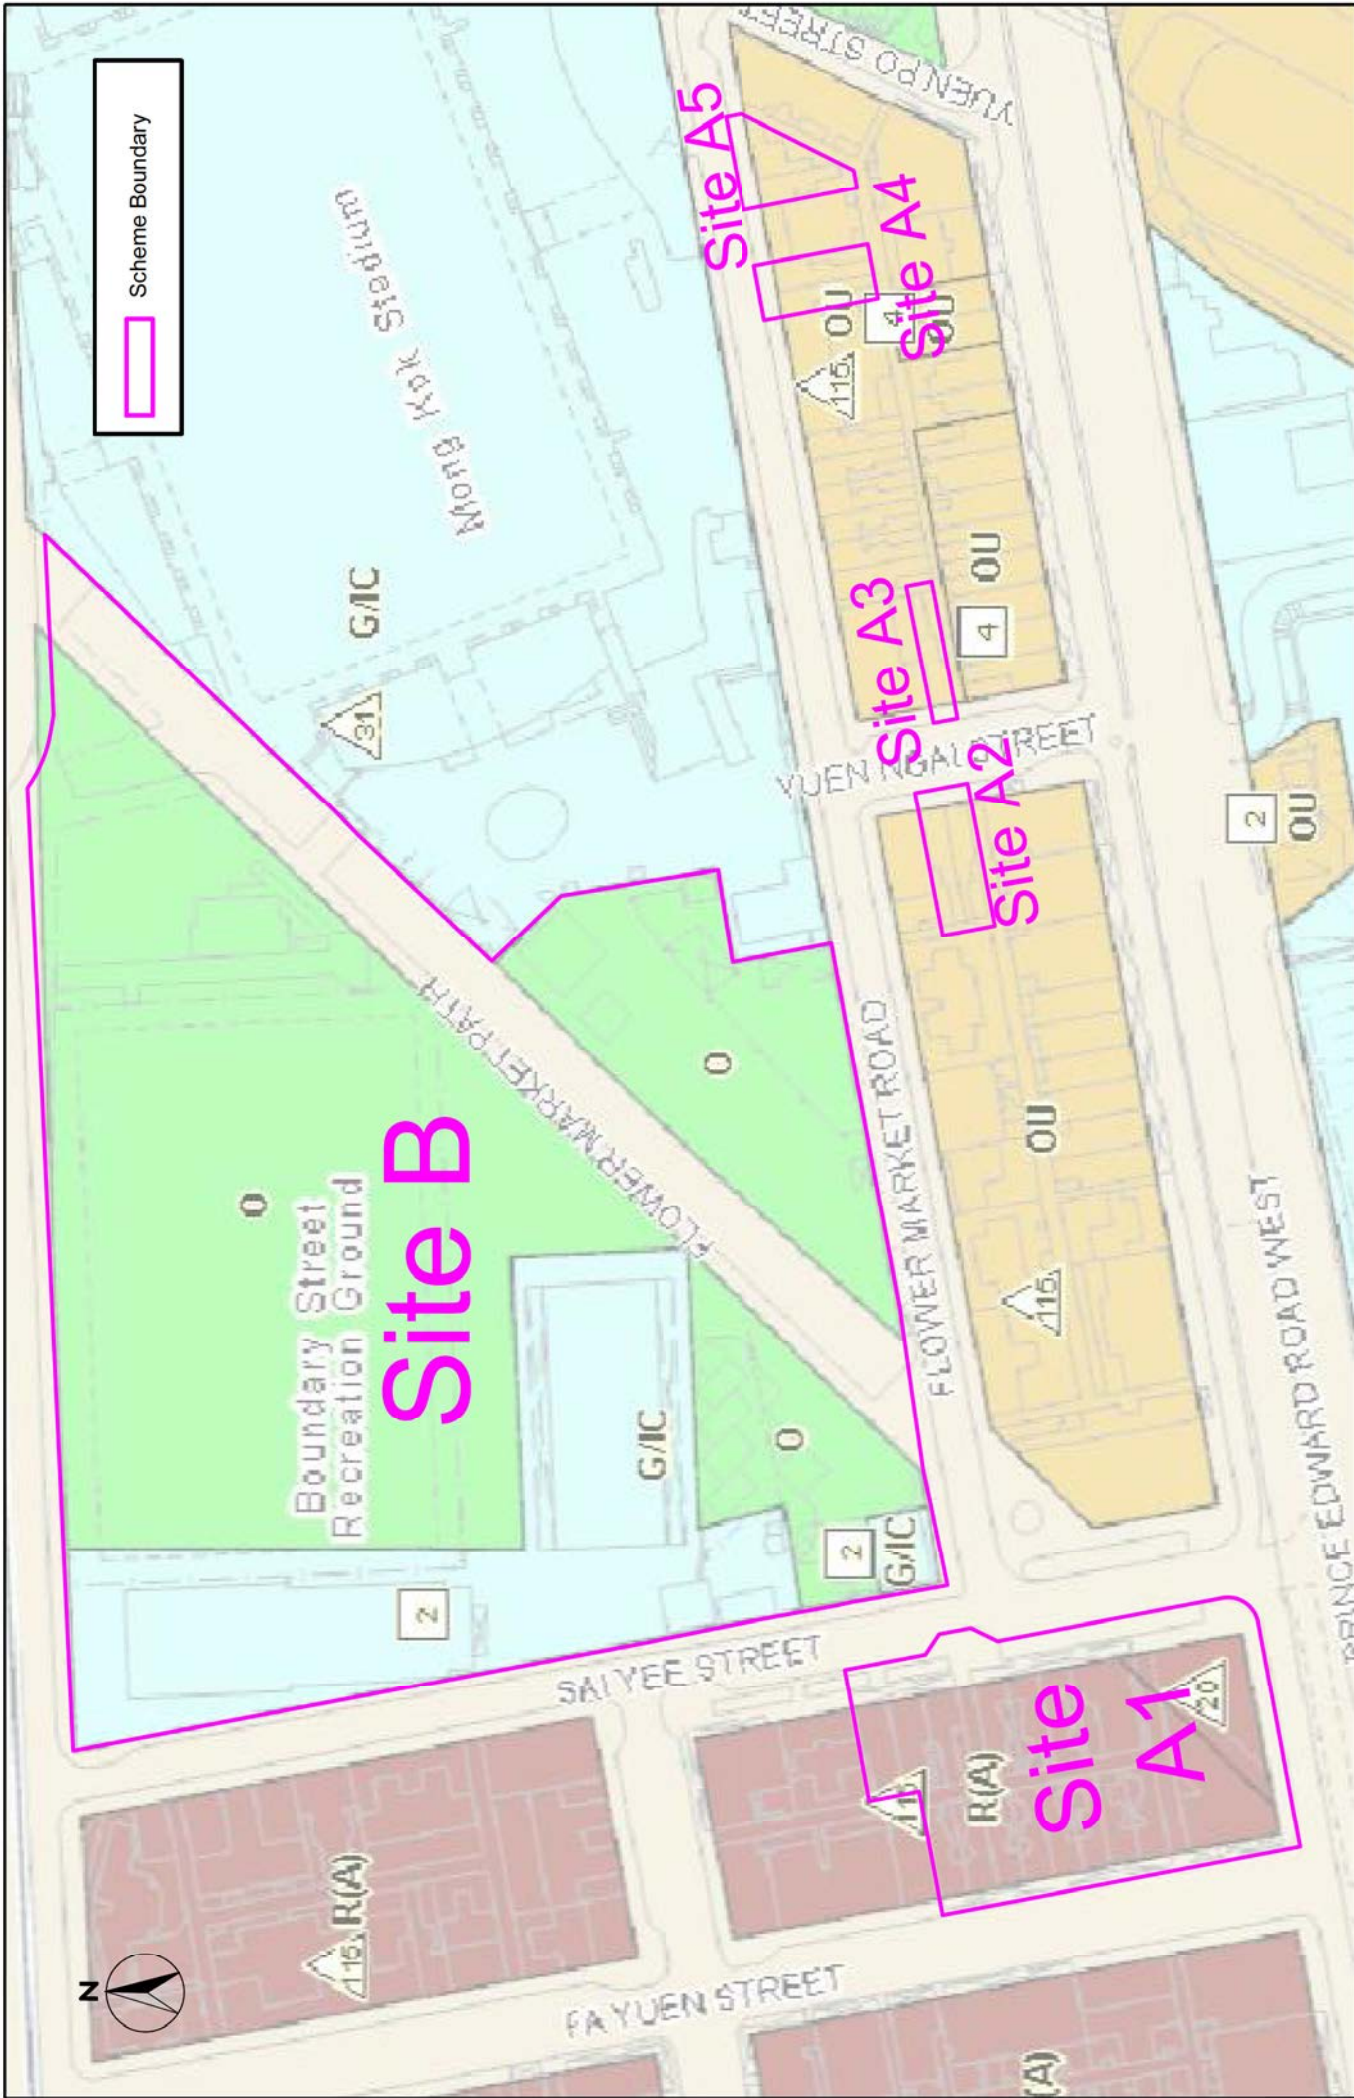 N
Scheme Boundary
Mong Kok Stadium
G/IC
31
Boundary Street
Recreation Ground
O
Site B
FLOWER MARKET PATH
O
G/IC
O
2
2
G/IC
SAI YEE STREET
115
R(A)
FA YUEN STREET
FLOWER MARKET ROAD
YUEN PO STREET
Site A5
Site A4
OU
4
OU
115
Site A3
4
OU
YUEN NGAI STREET
Site A2
OU
115
2
OU
PRINCE EDWARD ROAD WEST
R(A)
Site
A1
20
(A)